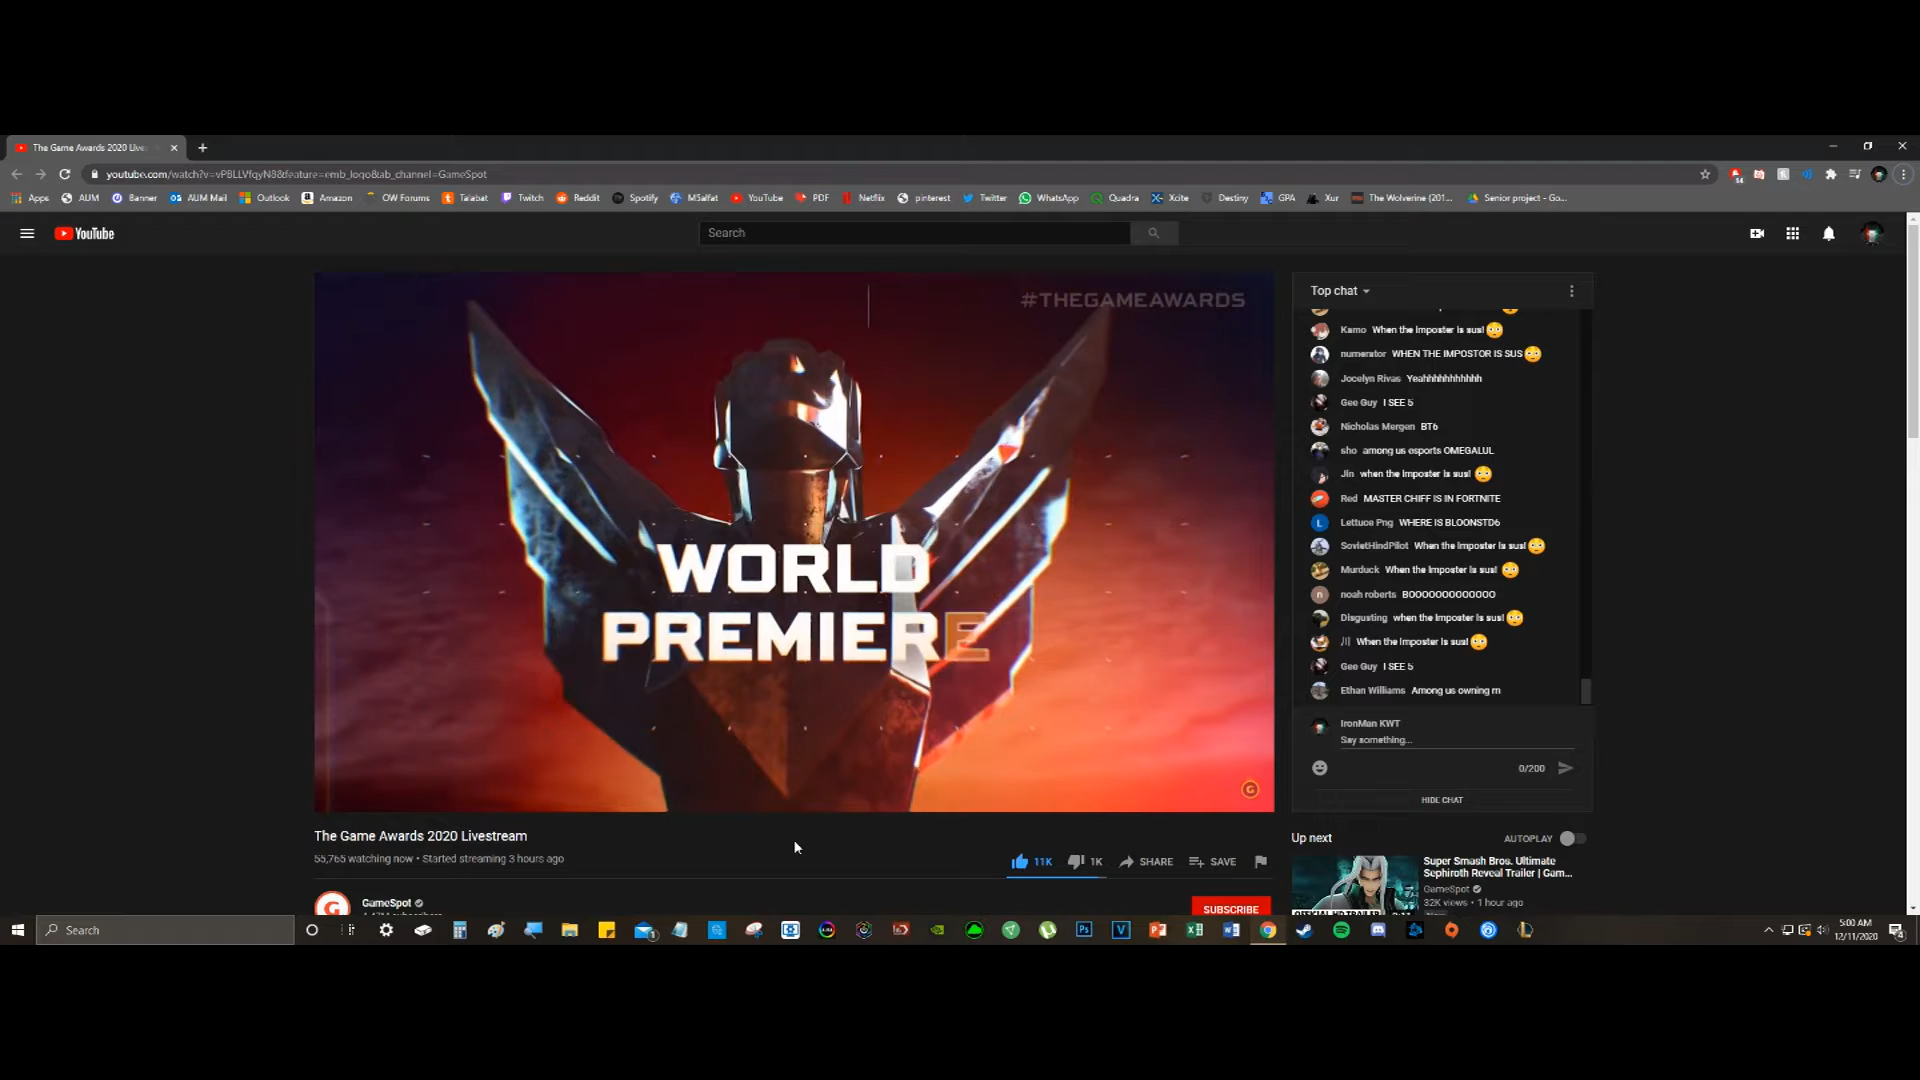 The Game Awards 2020 Live
youtube.com/watch?v=vPBLLVfqyN8&feature=emb_logo&ab_channel=GameSpot
Apps AUM Banner AUM Mail Outlook Amazon OW Forums Talabat Twitch Reddit Spotify MSalfat YouTube PDF Netflix pinterest Twitter WhatsApp Quadra Xcite Destiny GPA Xur The Wolverine (201... Senior project - Go...
YouTube
Search
#THEGAMEAWARDS
WORLD
PREMIERE
G
Top chat
Kamo When the Imposter is sus!😳
numerator WHEN THE IMPOSTOR IS SUS😳
Jocelyn Rivas Yeahhhhhhhhhhh
Gee Guy I SEE 5
Nicholas Mergen BT6
sho among us esports OMEGALUL
Jin when the Imposter is sus!😳
Red MASTER CHIFF IS IN FORTNITE
L Lettuce Png WHERE IS BLOONSTD6
SovietHindPilot When the Imposter is sus!😳
Murduck When the Imposter is sus! 😳
n noah roberts BOOOOOOOOOOOOO
Disgusting when the Imposter is sus!😳
川 When the Imposter is sus!😳
Gee Guy I SEE 5
Ethan Williams Among us owning rn
IronMan KWT
Say something...
0/200
HIDE CHAT
The Game Awards 2020 Livestream
55,765 watching now • Started streaming 3 hours ago
11K 1K SHARE SAVE
GameSpot
SUBSCRIBE
Up next
AUTOPLAY
Super Smash Bros. Ultimate
Sephiroth Reveal Trailer | Gam...
GameSpot
32K views • 1 hour ago
Search
5:00 AM
12/11/2020